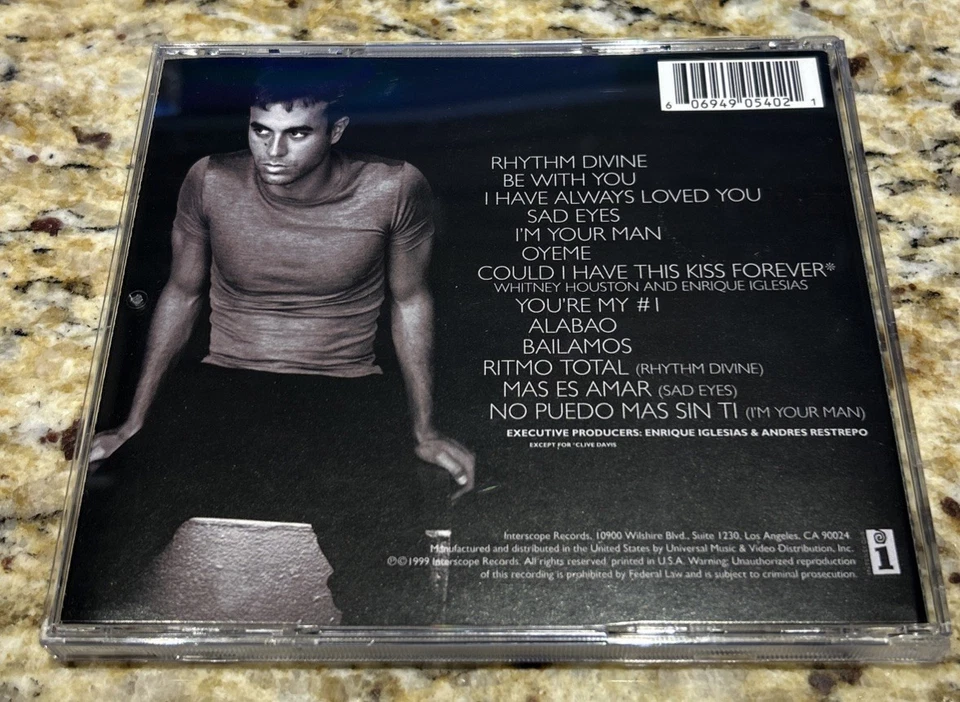 6 06949 05402 1
RHYTHM DIVINE
BE WITH YOU
I HAVE ALWAYS LOVED YOU
SAD EYES
I'M YOUR MAN
OYEME
COULD I HAVE THIS KISS FOREVER*
WHITNEY HOUSTON AND ENRIQUE IGLESIAS
YOU'RE MY #1
ALABAO
BAILAMOS
RITMO TOTAL (RHYTHM DIVINE)
MAS ES AMAR (SAD EYES)
NO PUEDO MAS SIN TI (I'M YOUR MAN)
EXECUTIVE PRODUCERS: ENRIQUE IGLESIAS & ANDRES RESTREPO
EXCEPT FOR *CLIVE DAVIS
Interscope Records, 10900 Wilshire Blvd., Suite 1230, Los Angeles, CA 90024.
Manufactured and distributed in the United States by Universal Music & Video Distribution, Inc.
℗©1999 Interscope Records. All rights reserved. printed in U.S.A. Warning: Unauthorized reproduction
of this recording is prohibited by Federal Law and is subject to criminal prosecution.
i